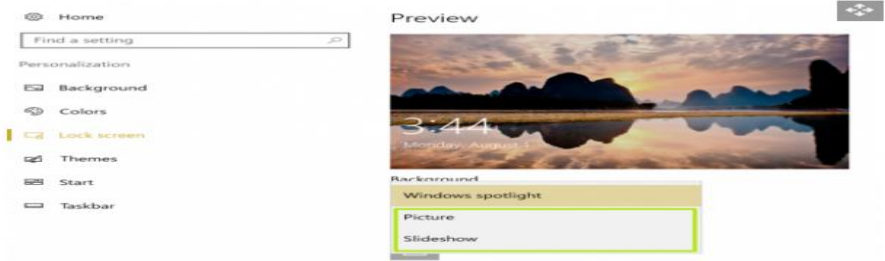 Home
Find a setting
Personalization
Background
Colors
Lock screen
Themes
Start
Taskbar
Preview
3:44
Monday, August 1
Background
Windows spotlight
Picture
Slideshow